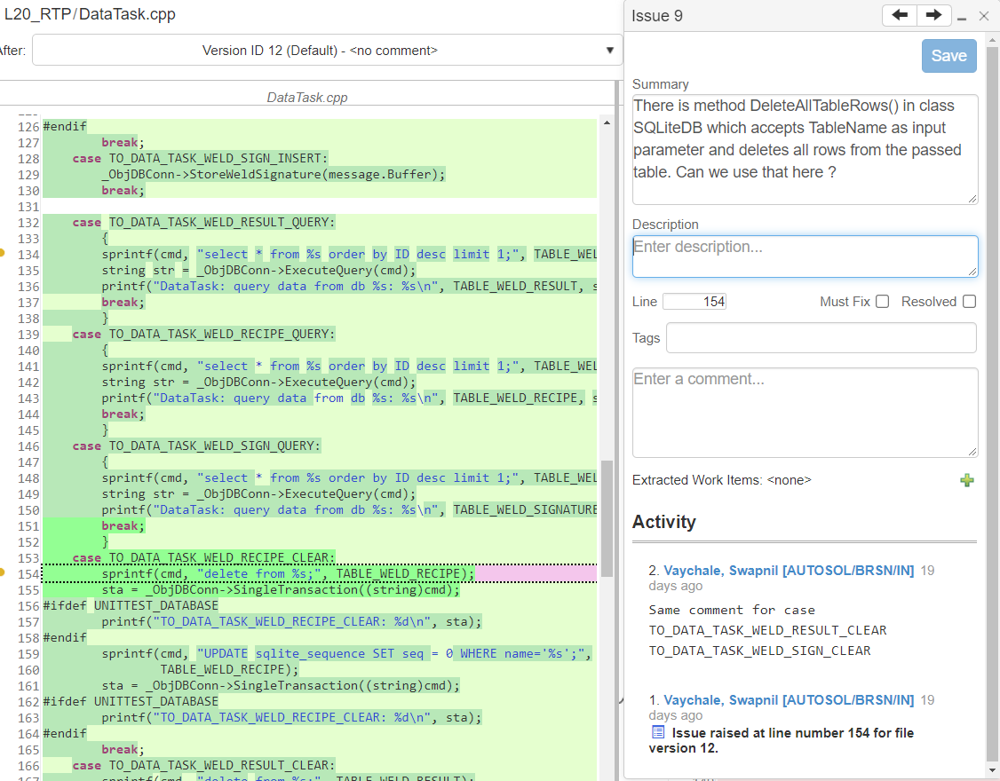 L20_RTP/DataTask.cpp
After:
Version ID 12 (Default) - <no comment>
DataTask.cpp
126 #endif
127 break;
128 case TO_DATA_TASK_WELD_SIGN_INSERT:
129 _ObjDBConn->StoreWeldSignature(message.Buffer);
130 break;
131
132 case TO_DATA_TASK_WELD_RESULT_QUERY:
133 {
134 sprintf(cmd, "select * from %s order by ID desc limit 1;", TABLE_WEL
135 string str = _ObjDBConn->ExecuteQuery(cmd);
136 printf("DataTask: query data from db %s: %s\n", TABLE_WELD_RESULT, s
137 break;
138 }
139 case TO_DATA_TASK_WELD_RECIPE_QUERY:
140 {
141 sprintf(cmd, "select * from %s order by ID desc limit 1;", TABLE_WEL
142 string str = _ObjDBConn->ExecuteQuery(cmd);
143 printf("DataTask: query data from db %s: %s\n", TABLE_WELD_RECIPE, s
144 break;
145 }
146 case TO_DATA_TASK_WELD_SIGN_QUERY:
147 {
148 sprintf(cmd, "select * from %s order by ID desc limit 1;", TABLE_WEL
149 string str = _ObjDBConn->ExecuteQuery(cmd);
150 printf("DataTask: query data from db %s: %s\n", TABLE_WELD_SIGNATURE
151 break;
152 }
153 case TO_DATA_TASK_WELD_RECIPE_CLEAR:
154 sprintf(cmd, "delete from %s;", TABLE_WELD_RECIPE);
155 sta = _ObjDBConn->SingleTransaction((string)cmd);
156 #ifdef UNITTEST_DATABASE
157 printf("TO_DATA_TASK_WELD_RECIPE_CLEAR: %d\n", sta);
158 #endif
159 sprintf(cmd, "UPDATE sqlite_sequence SET seq = 0 WHERE name='%s';",
160 TABLE_WELD_RECIPE);
161 sta = _ObjDBConn->SingleTransaction((string)cmd);
162 #ifdef UNITTEST_DATABASE
163 printf("TO_DATA_TASK_WELD_RECIPE_CLEAR: %d\n", sta);
164 #endif
165 break;
166 case TO_DATA_TASK_WELD_RESULT_CLEAR:
167 sprintf(cmd, "delete from %s;", TABLE_WELD_RESULT);
Issue 9
Save
Summary
There is method DeleteAllTableRows() in class
SQLiteDB which accepts TableName as input
parameter and deletes all rows from the passed
table. Can we use that here ?
Description
Enter description...
Line 154 Must Fix Resolved
Tags
Enter a comment...
Extracted Work Items: <none>
Activity
2. Vaychale, Swapnil [AUTOSOL/BRSN/IN] 19
days ago
Same comment for case
TO_DATA_TASK_WELD_RESULT_CLEAR
TO_DATA_TASK_WELD_SIGN_CLEAR
1. Vaychale, Swapnil [AUTOSOL/BRSN/IN] 19
days ago
Issue raised at line number 154 for file
version 12.